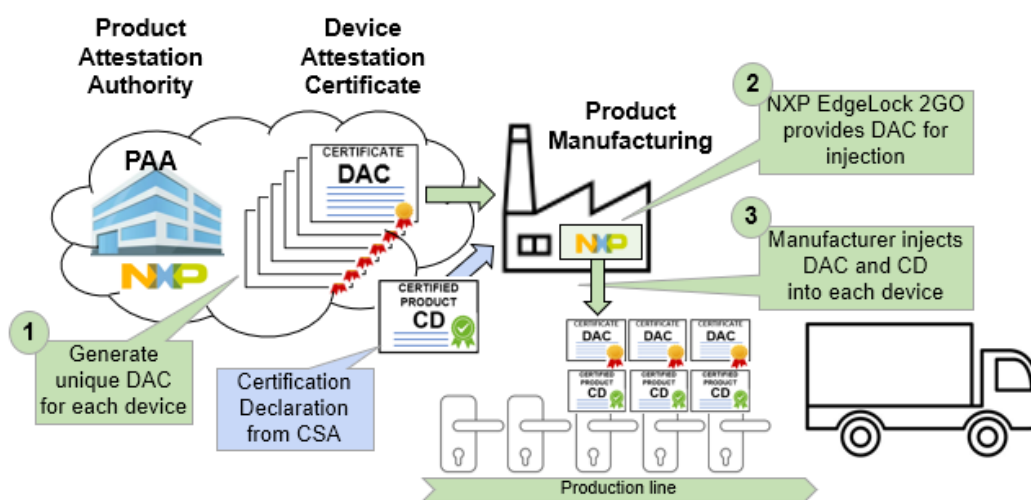 Product
Attestation
Authority
Device
Attestation
Certificate
PAA
NXP
CERTIFICATE
DAC
CERTIFIED
PRODUCT
CD
1
Generate
unique DAC
for each device
Certification
Declaration
from CSA
Product
Manufacturing
NXP
2
NXP EdgeLock 2GO
provides DAC for
injection
3
Manufacturer injects
DAC and CD
into each device
CERTIFICATE
DAC
CERTIFICATE
DAC
CERTIFICATE
DAC
CERTIFIED
PRODUCT
CD
CERTIFIED
PRODUCT
CD
CERTIFIED
PRODUCT
CD
Production line